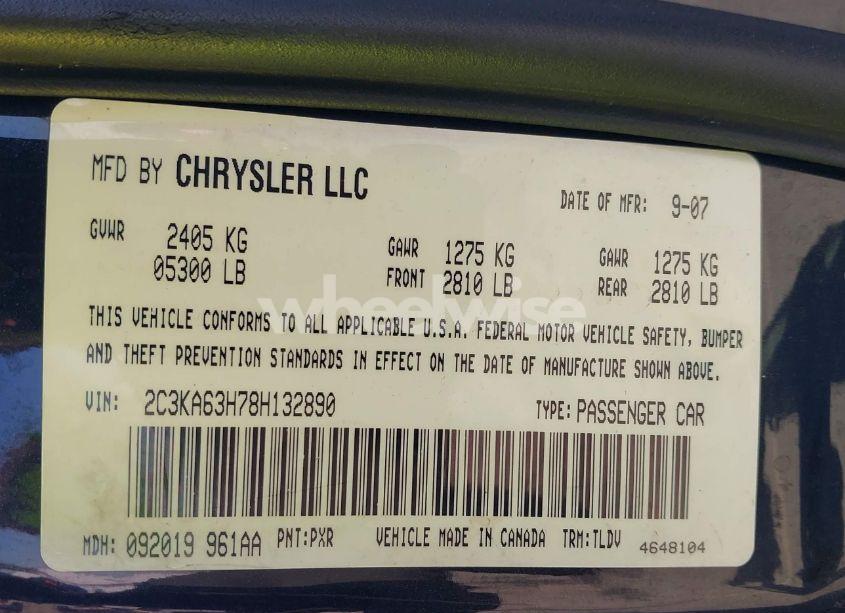 MFD BY CHRYSLER LLC DATE OF MFR: 9-07
GVWR 2405 KG GAWR 1275 KG GAWR 1275 KG
05300 LB FRONT 2810 LB REAR 2810 LB
wheelwise
THIS VEHICLE CONFORMS TO ALL APPLICABLE U.S.A. FEDERAL MOTOR VEHICLE SAFETY, BUMPER
AND THEFT PREVENTION STANDARDS IN EFFECT ON THE DATE OF MANUFACTURE SHOWN ABOVE.
VIN: 2C3KA63H78H132890 TYPE: PASSENGER CAR
MDH: 092019 961AA PNT:PXR VEHICLE MADE IN CANADA TRM:TLDV 4648104